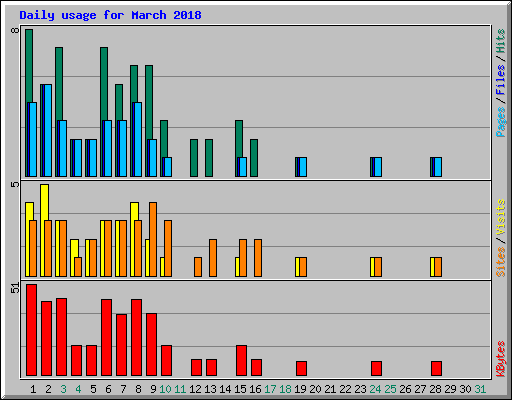 Daily usage for March 2018
8
5
51
Pages / Files / Hits
Sites / Visits
KBytes
1 2 3 4 5 6 7 8 9 10 11 12 13 14 15 16 17 18 19 20 21 22 23 24 25 26 27 28 29 30 31